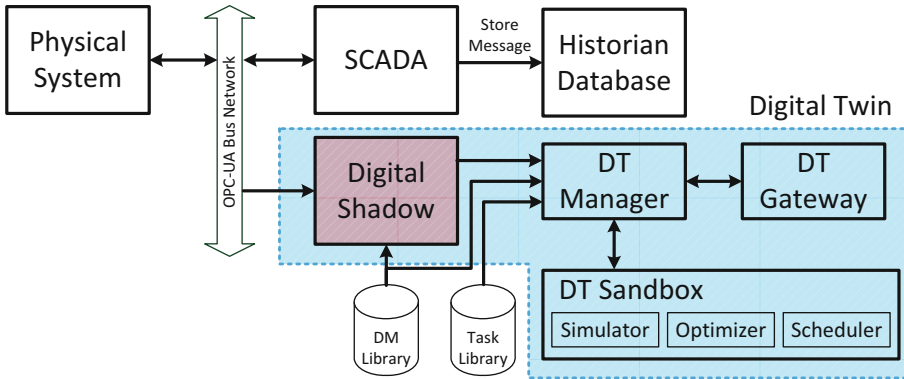 Physical
System
OPC-UA Bus Network
SCADA
Store
Message
Historian
Database
Digital Twin
Digital
Shadow
DT
Manager
DT
Gateway
DT Sandbox
Simulator
Optimizer
Scheduler
DM
Library
Task
Library